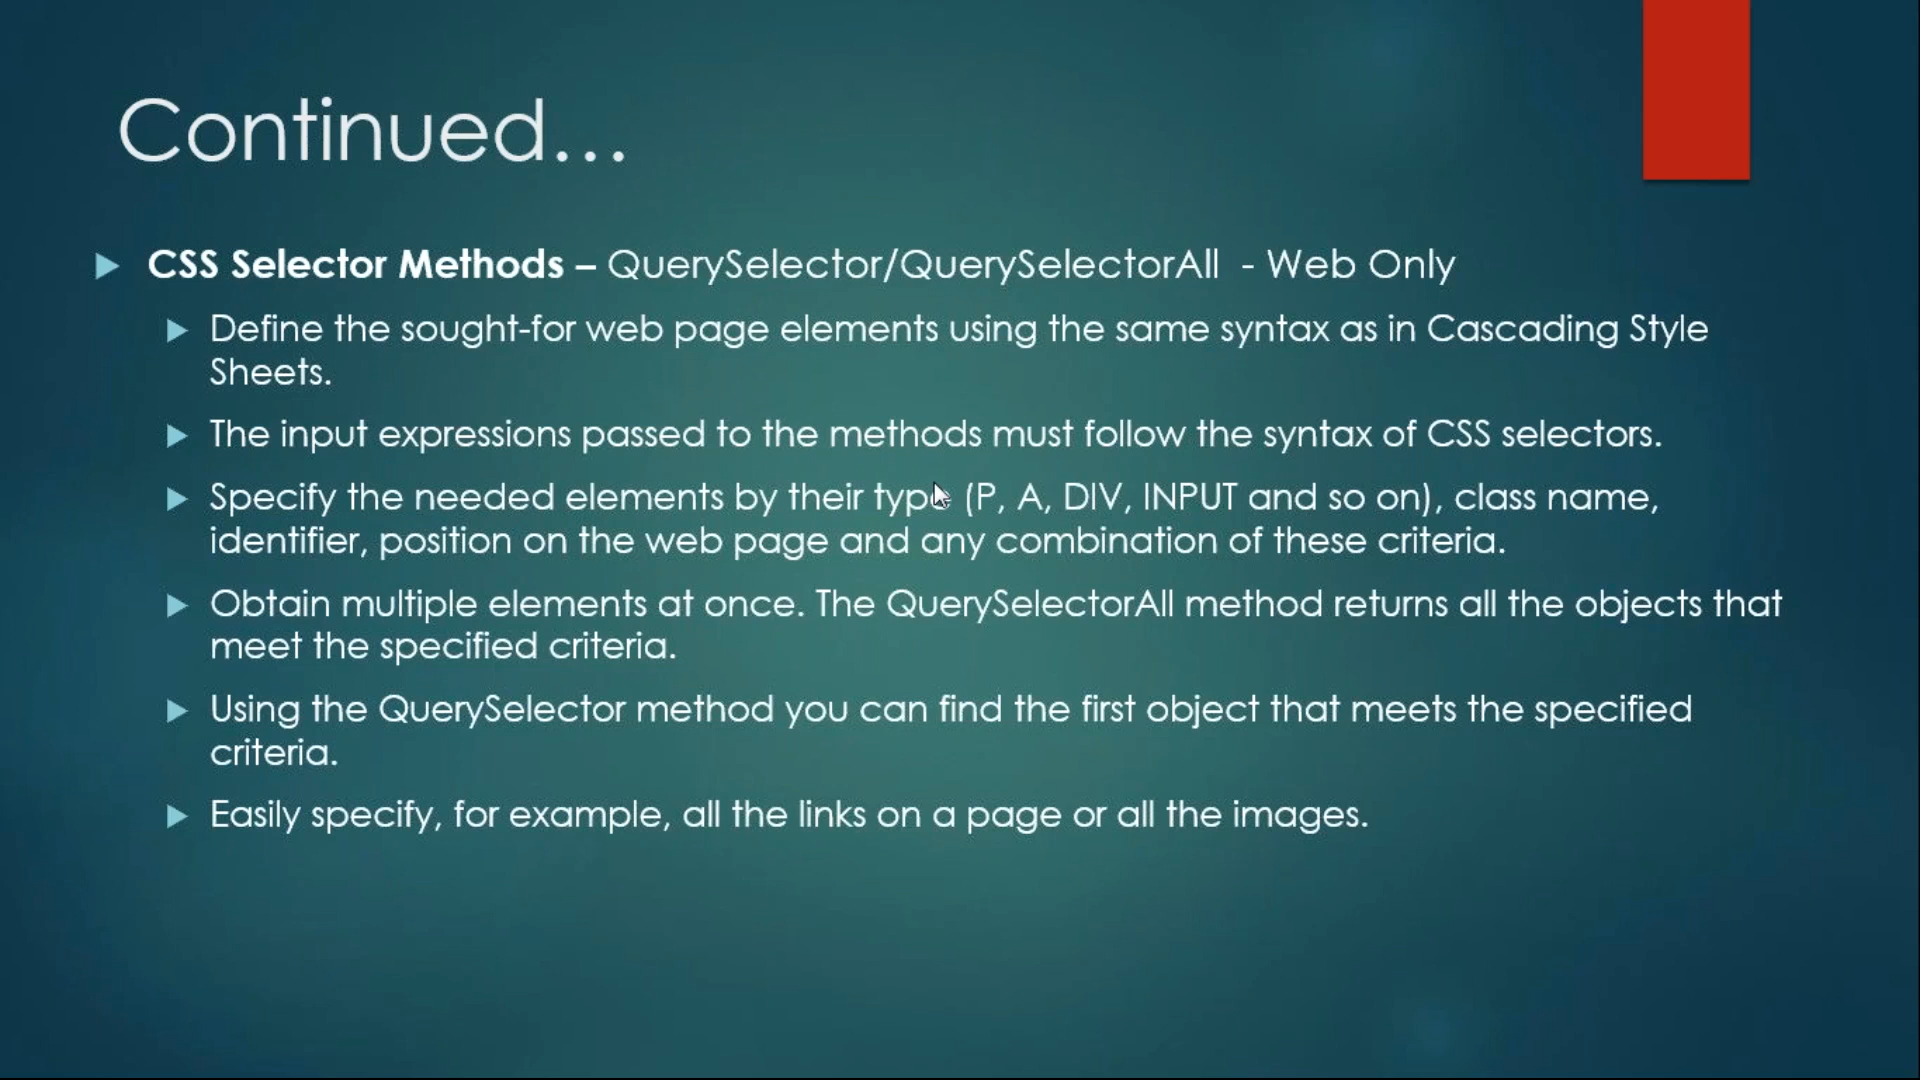 Continued...
CSS Selector Methods – QuerySelector/QuerySelectorAll - Web Only
Define the sought-for web page elements using the same syntax as in Cascading Style
Sheets.
The input expressions passed to the methods must follow the syntax of CSS selectors.
Specify the needed elements by their type (P, A, DIV, INPUT and so on), class name,
identifier, position on the web page and any combination of these criteria.
Obtain multiple elements at once. The QuerySelectorAll method returns all the objects that
meet the specified criteria.
Using the QuerySelector method you can find the first object that meets the specified
criteria.
Easily specify, for example, all the links on a page or all the images.